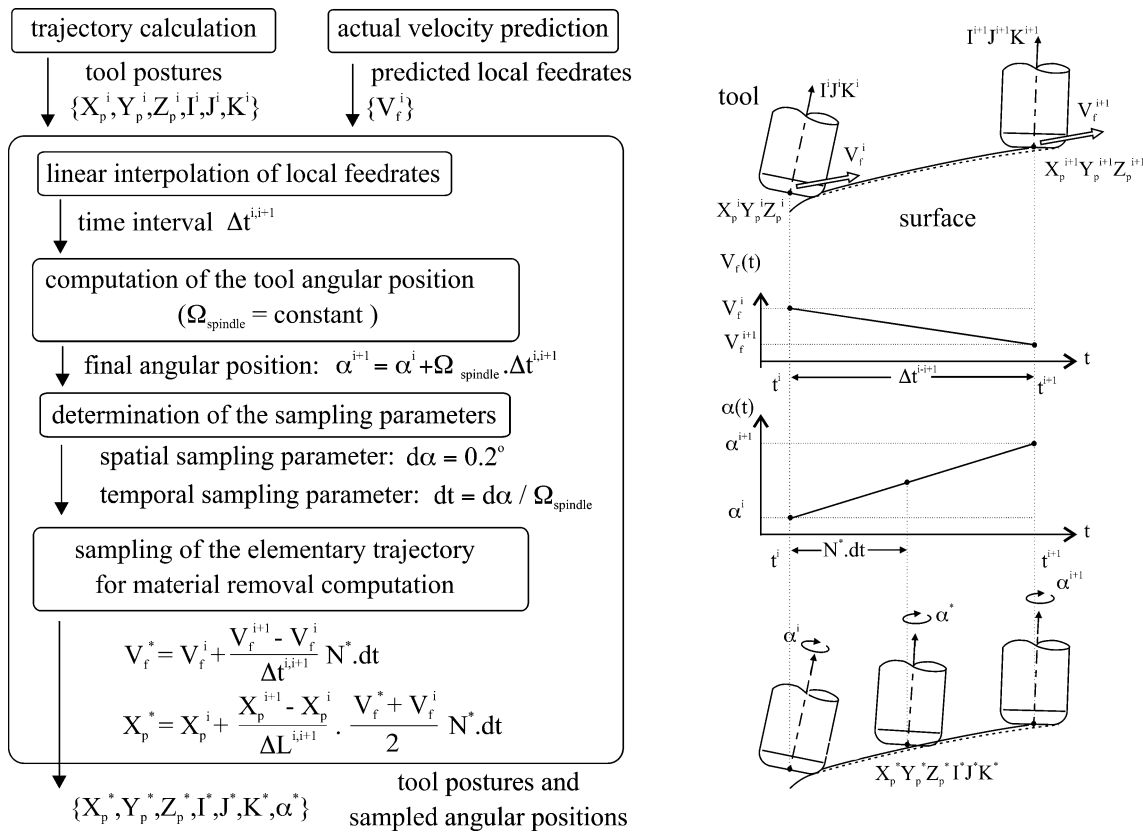 trajectory calculation
actual velocity prediction
tool postures
{X_p^i,Y_p^i,Z_p^i,I^i,J^i,K^i}
predicted local feedrates
{V_f^i}
linear interpolation of local feedrates
time interval Δt^{i,i+1}
computation of the tool angular position
(Ω_spindle = constant )
final angular position: α^{i+1} = α^i+Ω_spindle.Δt^{i,i+1}
determination of the sampling parameters
spatial sampling parameter: dα = 0.2°
temporal sampling parameter: dt = dα / Ω_spindle
sampling of the elementary trajectory
for material removal computation
V_f^* = V_f^i + (V_f^{i+1} - V_f^i)/Δt^{i,i+1} N^*.dt
X_p^* = X_p^i + (X_p^{i+1} - X_p^i)/ΔL^{i,i+1} . (V_f^* + V_f^i)/2 N^*.dt
{X_p^*,Y_p^*,Z_p^*,I^*,J^*,K^*,α^*}
tool postures and
sampled angular positions
I^{i+1}J^{i+1}K^{i+1}
tool
I^iJ^iK^i
V_f^{i+1}
V_f^i
X_p^{i+1}Y_p^{i+1}Z_p^{i+1}
X_p^iY_p^iZ_p^i
surface
V_f(t)
V_f^i
V_f^{i+1}
t
t^i
Δt^{i-i+1}
t^{i+1}
α(t)
α^{i+1}
α^i
t
t^i
N^*.dt
t^{i+1}
α^{i+1}
α^*
α^i
X_p^*Y_p^*Z_p^*I^*J^*K^*